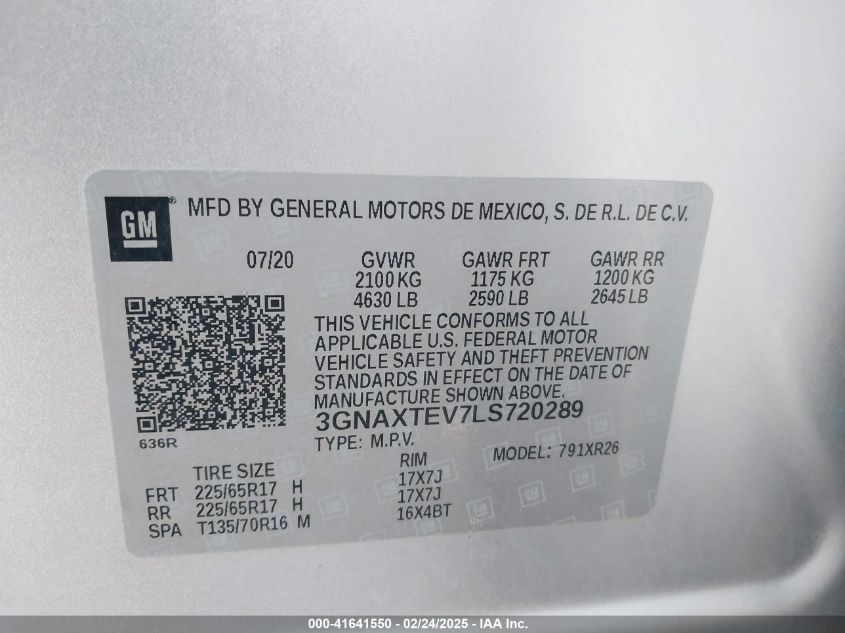 GM ® MFD BY GENERAL MOTORS DE MEXICO, S. DE R.L. DE C.V.
07/20 GVWR GAWR FRT GAWR RR
2100 KG 1175 KG 1200 KG
4630 LB 2590 LB 2645 LB
THIS VEHICLE CONFORMS TO ALL
APPLICABLE U.S. FEDERAL MOTOR
VEHICLE SAFETY AND THEFT PREVENTION
STANDARDS IN EFFECT ON THE DATE OF
MANUFACTURE SHOWN ABOVE.
3GNAXTEV7LS720289
636R
TYPE: M.P.V. MODEL: 791XR26
TIRE SIZE RIM
FRT 225/65R17 H 17X7J
RR 225/65R17 H 17X7J
SPA T135/70R16 M 16X4BT
000-41641550 - 02/24/2025 - IAA Inc.